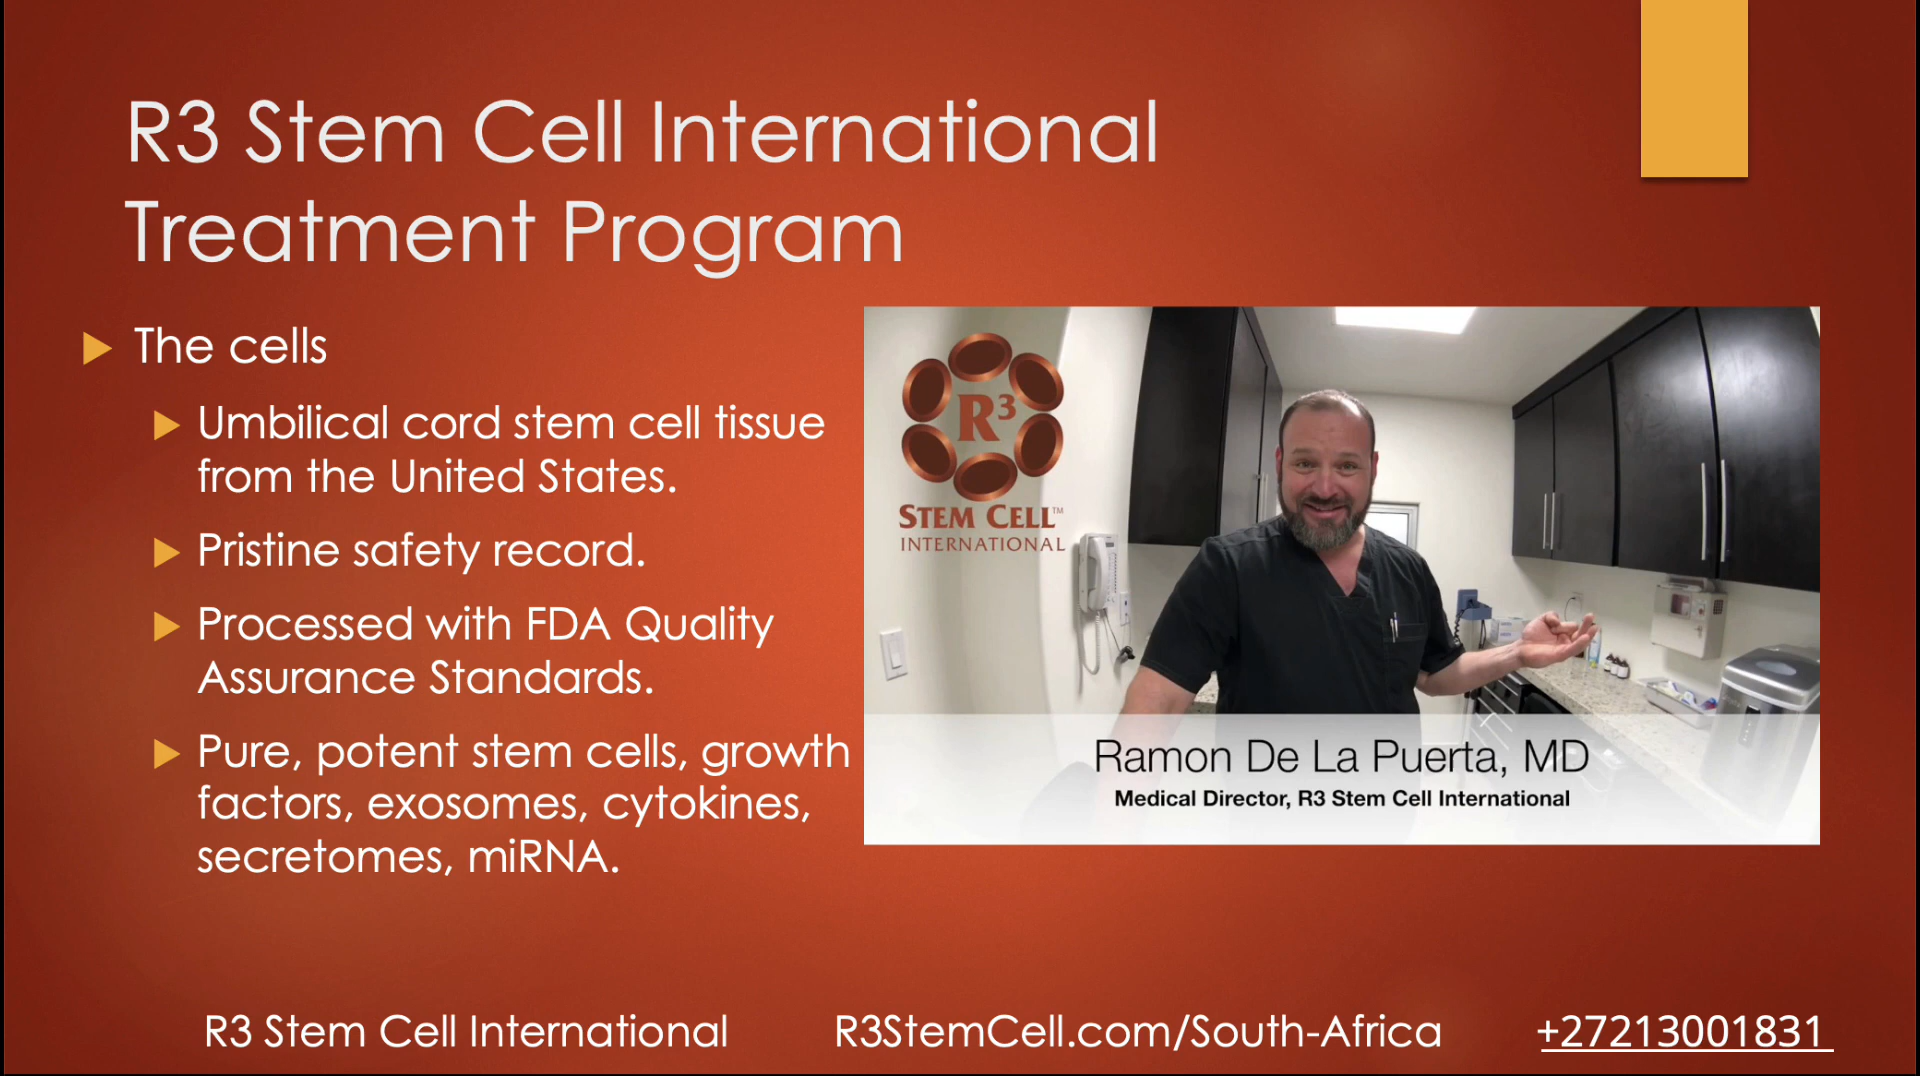 R3 Stem Cell International
Treatment Program
The cells
Umbilical cord stem cell tissue
from the United States.
Pristine safety record.
Processed with FDA Quality
Assurance Standards.
Pure, potent stem cells, growth
factors, exosomes, cytokines,
secretomes, miRNA.
R3
STEM CELL™
INTERNATIONAL
Ramon De La Puerta, MD
Medical Director, R3 Stem Cell International
R3 Stem Cell International R3StemCell.com/South-Africa +27213001831